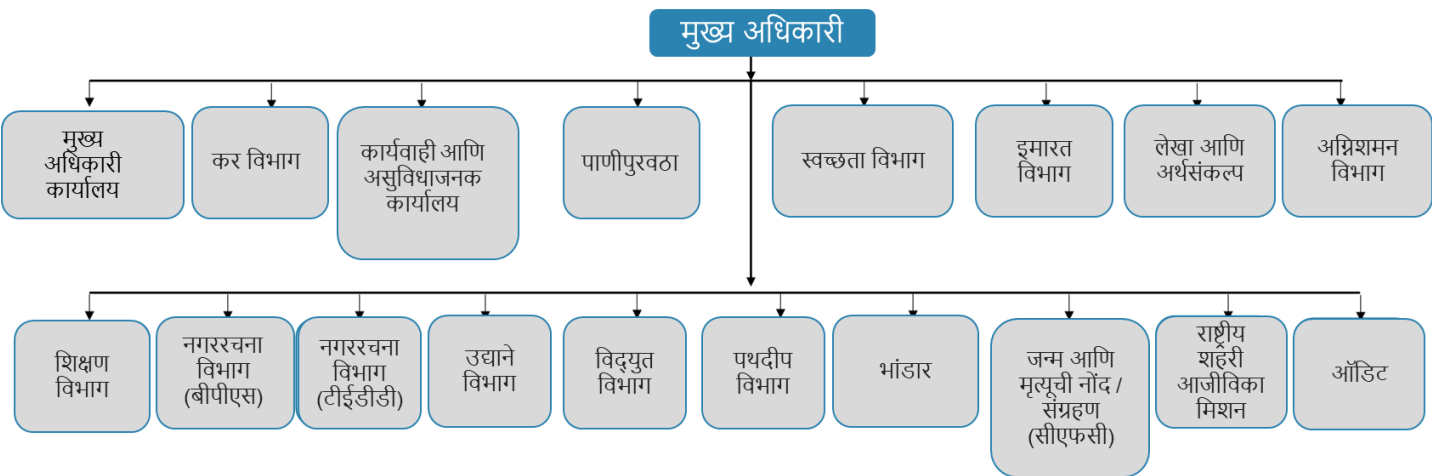 मुख्य अधिकारी
मुख्य
अधिकारी
कार्यालय
कर विभाग
कार्यवाही आणि
असुविधाजनक
कार्यालय
पाणीपुरवठा
स्वच्छता विभाग
इमारत
विभाग
लेखा आणि
अर्थसंकल्प
अग्निशमन
विभाग
शिक्षण
विभाग
नगररचना
विभाग
(बीपीएस)
नगररचना
विभाग
(टीईडीडी)
उद्याने
विभाग
विद्युत
विभाग
पथदीप
विभाग
भांडार
जन्म आणि
मृत्यूची नोंद /
संग्रहण
(सीएफसी)
राष्ट्रीय
शहरी
आजीविका
मिशन
ऑडिट